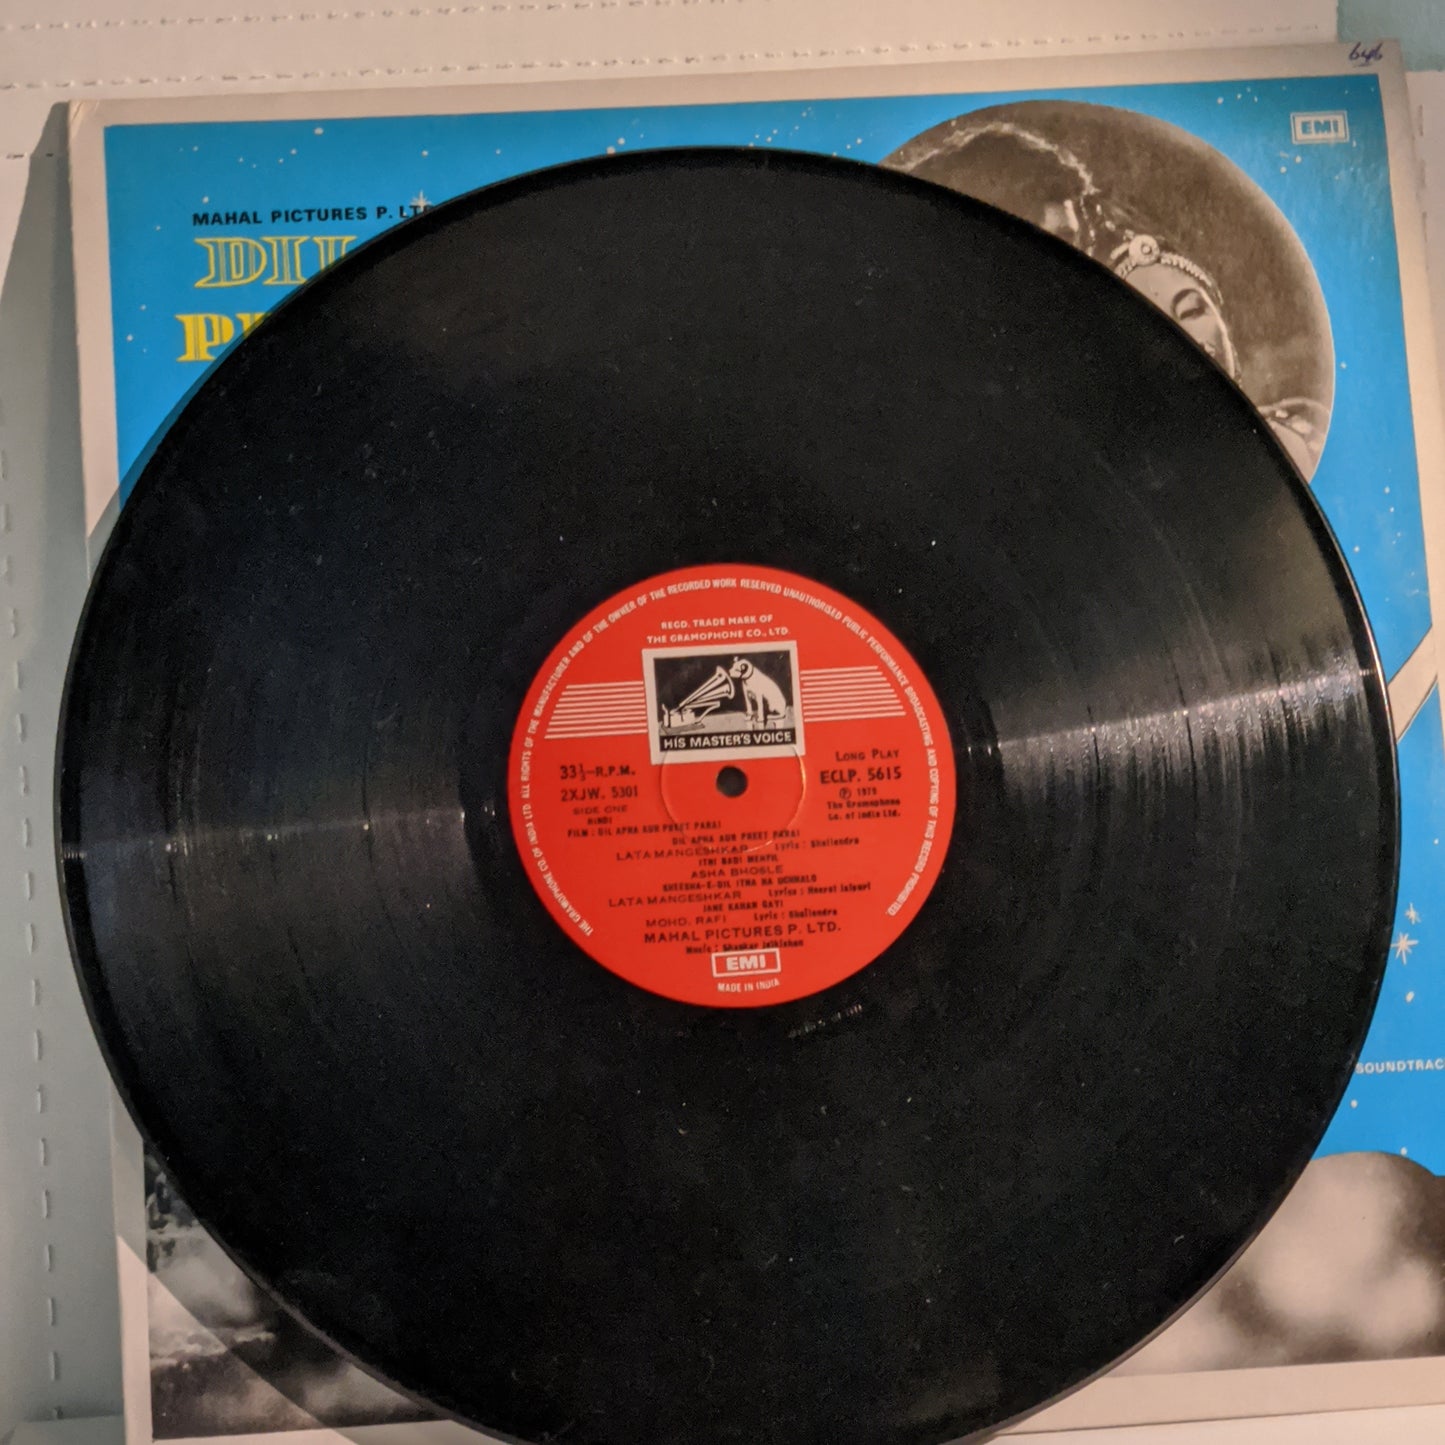 646
EMI
MAHAL PICTURES P. LTD
DIL
PR
THE GRAMOPHONE CO. OF INDIA LTD. ALL RIGHTS OF THE MANUFACTURER AND OF THE OWNER OF THE RECORDED WORK RESERVED UNAUTHORISED PUBLIC PERFORMANCE BROADCASTING AND COPYING OF THIS RECORD PROHIBITED.
REGD. TRADE MARK OF
THE GRAMOPHONE CO., LTD.
HIS MASTER'S VOICE
33⅓-R.P.M.
2XJW. 5301
SIDE ONE
HINDI
LONG PLAY
ECLP. 5615
Ⓟ 1979
The Gramophone
Co. of India Ltd.
FILM : DIL APNA AUR PREET PARAI
DIL APNA AUR PREET PARAI
LATA MANGESHKAR Lyric : Shailendra
ITNI BADI MEHFIL
ASHA BHOSLE
SHEESHA-E-DIL ITNA NA UCHHALO
LATA MANGESHKAR Lyrics : Hasrat Jaipuri
JANE KAHAN GAYI
MOHD. RAFI Lyric : Shailendra
MAHAL PICTURES P. LTD.
Music : Shanker Jaikishan
EMI
MADE IN INDIA
SOUNDTRAC